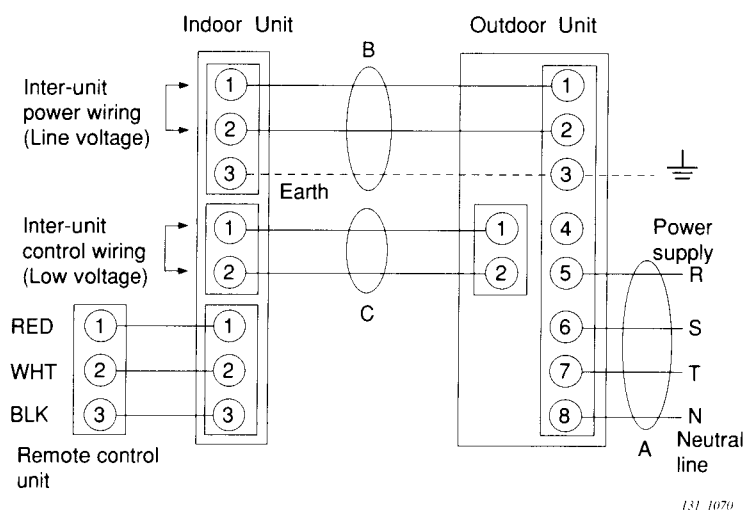 Indoor Unit
Outdoor Unit
B
Inter-unit
power wiring
(Line voltage)
1
2
3
1
2
3
4
5
6
7
8
Earth
Inter-unit
control wiring
(Low voltage)
1
2
1
2
C
Power
supply
R
S
T
N
Neutral
line
A
RED
WHT
BLK
1
2
3
1
2
3
Remote control
unit
131 1070